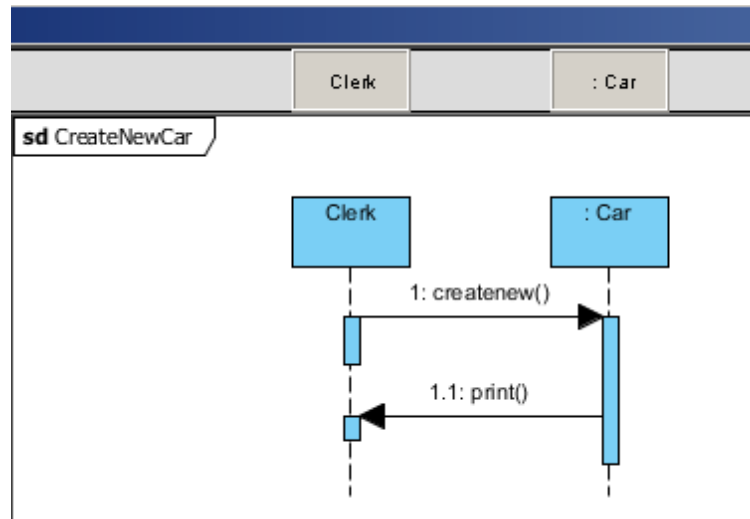 Clerk
: Car
sd CreateNewCar
Clerk
: Car
1: createnew()
1.1: print()